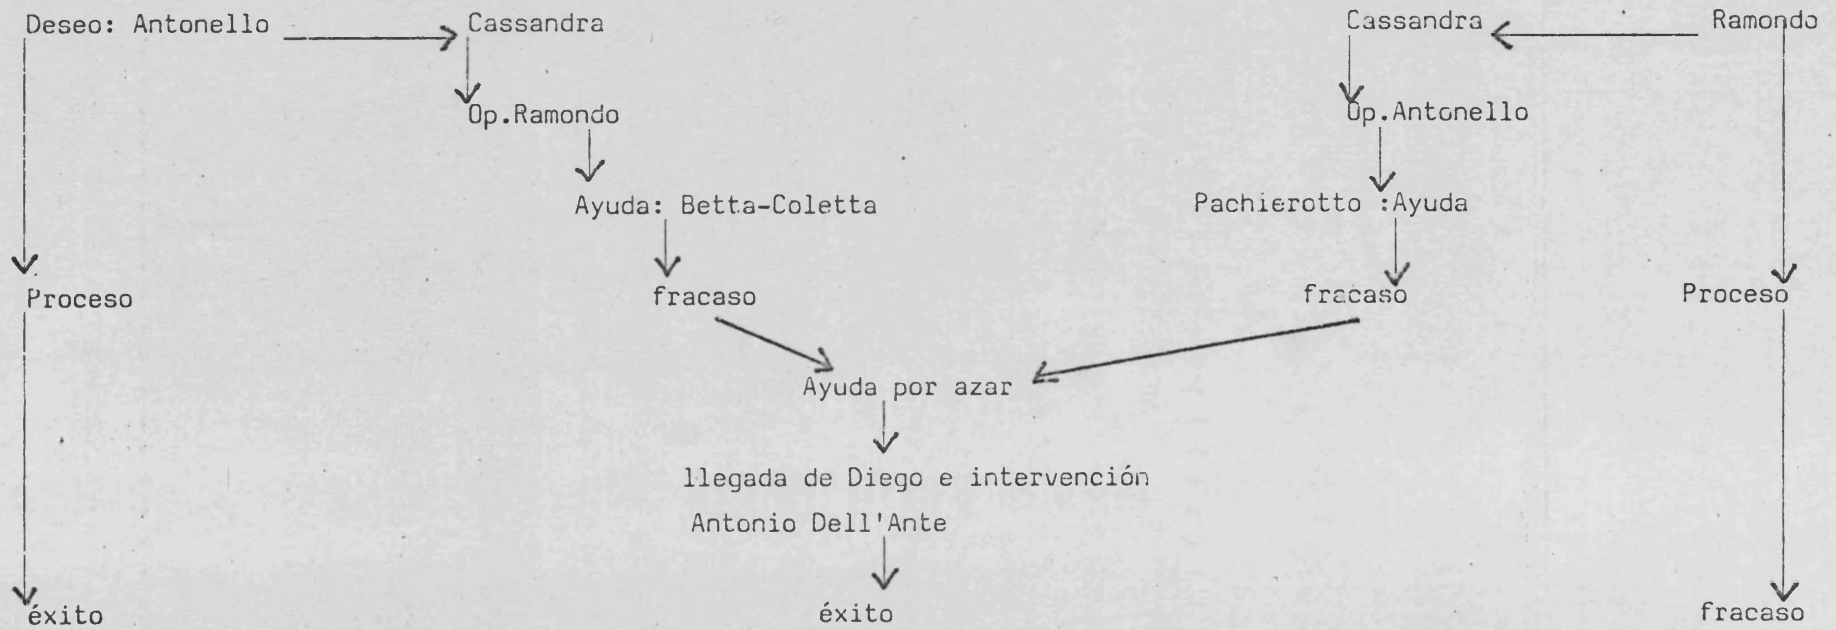 Deseo: Antonello Cassandra Cassandra Ramondo
Op.Ramondo Op.Antonello
Ayuda: Betta-Coletta Pachierotto :Ayuda
Proceso fracaso fracaso Proceso
Ayuda por azar
llegada de Diego e intervención
Antonio Dell'Ante
éxito éxito fracaso